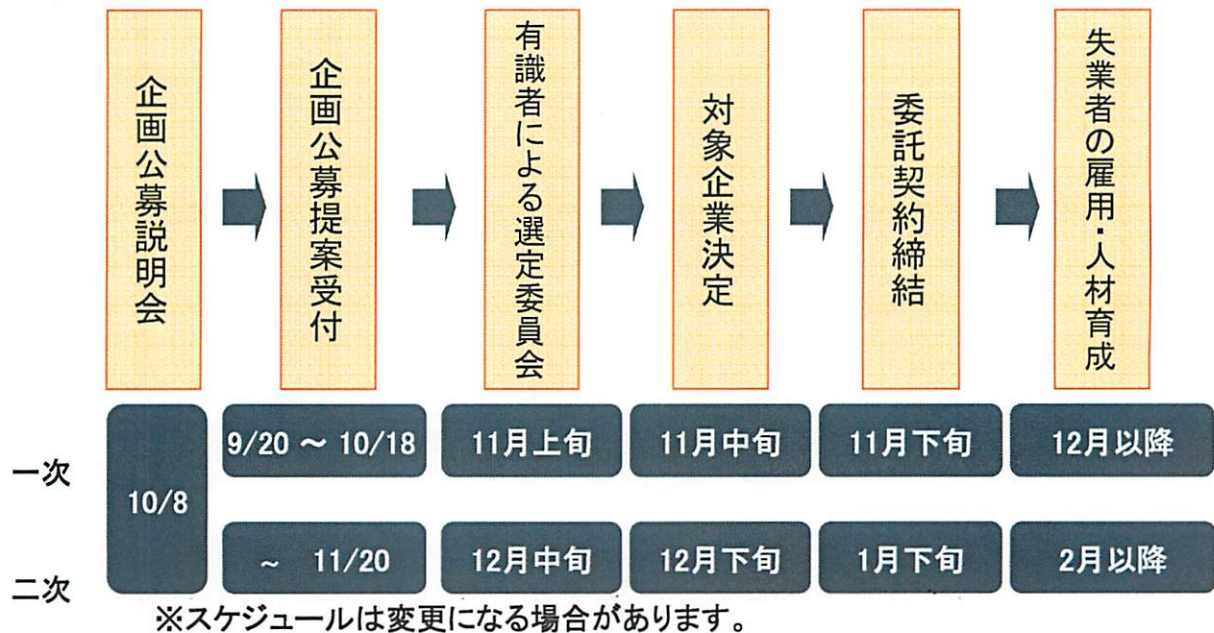 企画公募説明会
企画公募提案受付
有識者による選定委員会
対象企業決定
委託契約締結
失業者の雇用・人材育成
一次
10/8
9/20 ～ 10/18
11月上旬
11月中旬
11月下旬
12月以降
二次
～ 11/20
12月中旬
12月下旬
1月下旬
2月以降
※スケジュールは変更になる場合があります。